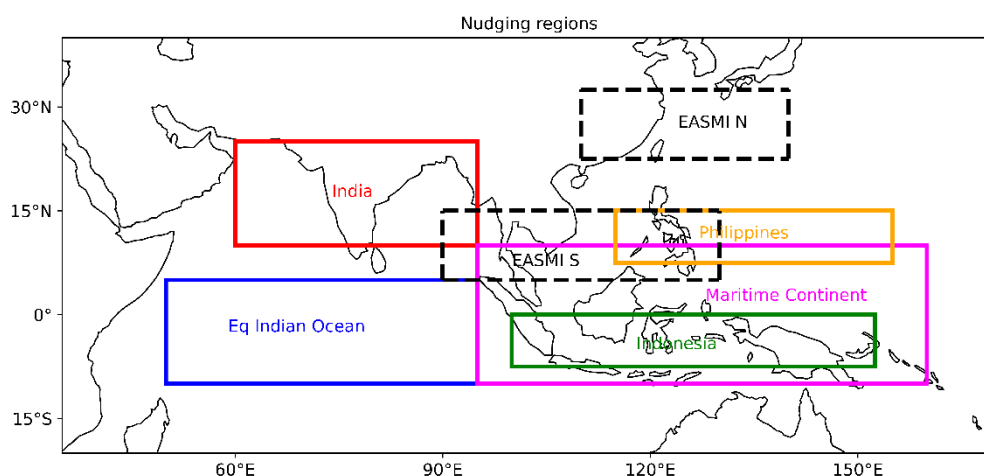 Nudging regions
30°N
EASMI N
India
15°N
Philippines
EASMI S
Maritime Continent
0°
Eq Indian Ocean
Indonesia
15°S
60°E
90°E
120°E
150°E